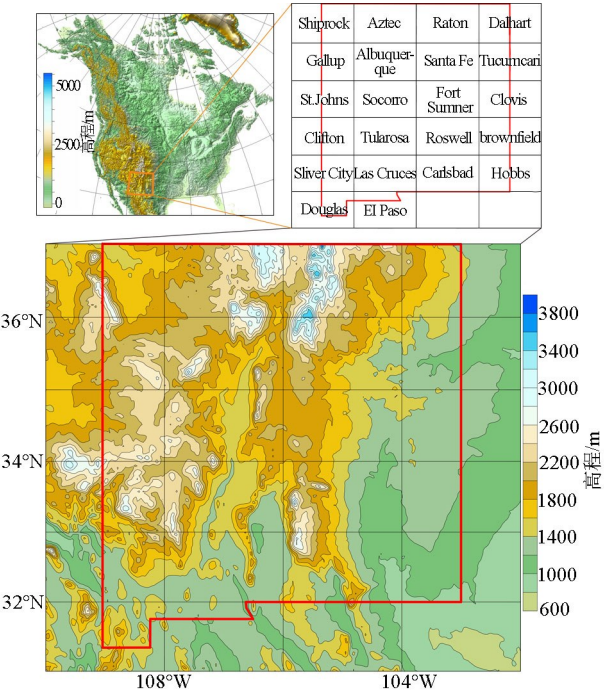 5000
2500
0
高程/m
Shiprock Aztec Raton Dalhart
Gallup Albuquer-
que Santa Fe Tucumcari
St.Johns Socorro Fort
Sumner Clovis
Clifton Tularosa Roswell brownfield
Sliver City Las Cruces Carlsbad Hobbs
Douglas EI Paso
36°N
34°N
32°N
108°W 104°W
3800
3400
3000
2600
2200
1800
1400
1000
600
高程/m